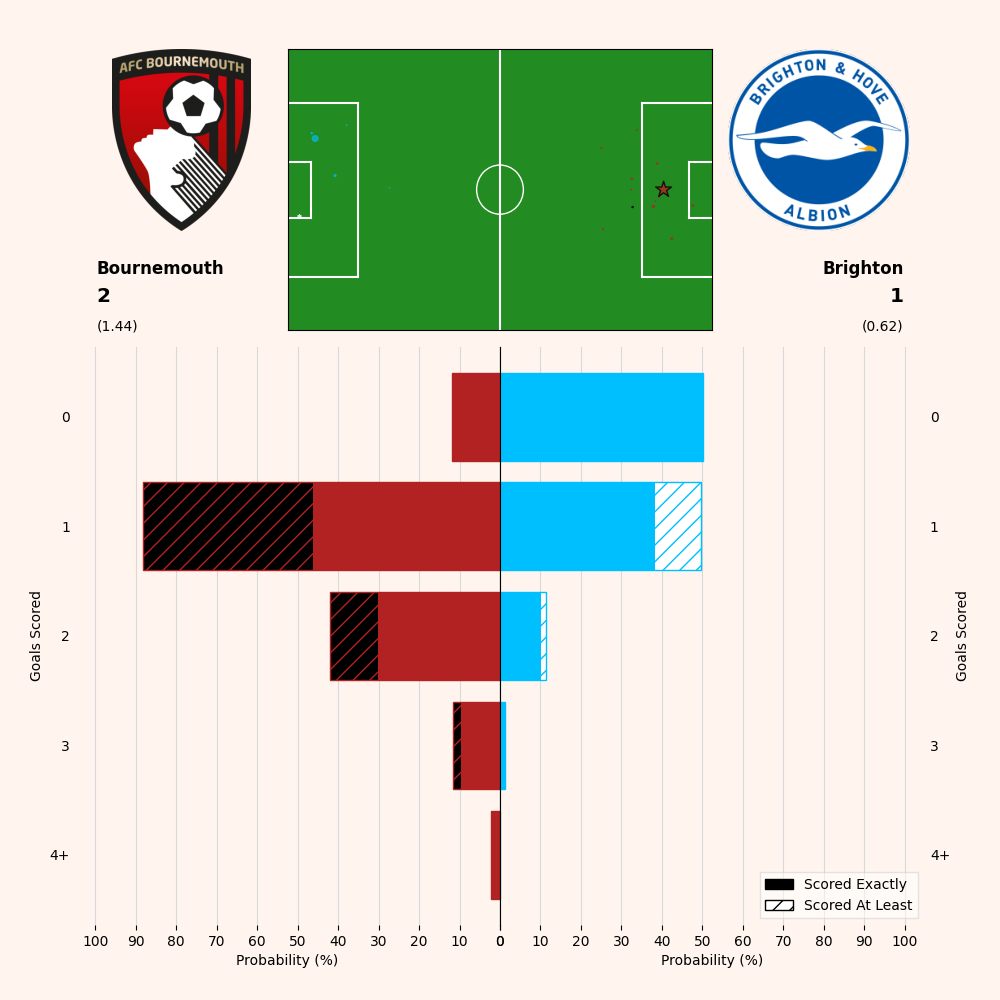 AFC BOURNEMOUTH
BRIGHTON & HOVE
ALBION
Bournemouth
2
(1.44)
Brighton
1
(0.62)
0
1
2
3
4+
Goals Scored
0
1
2
3
4+
Goals Scored
Scored Exactly
Scored At Least
100 90 80 70 60 50 40 30 20 10 0 10 20 30 40 50 60 70 80 90 100
Probability (%)
Probability (%)